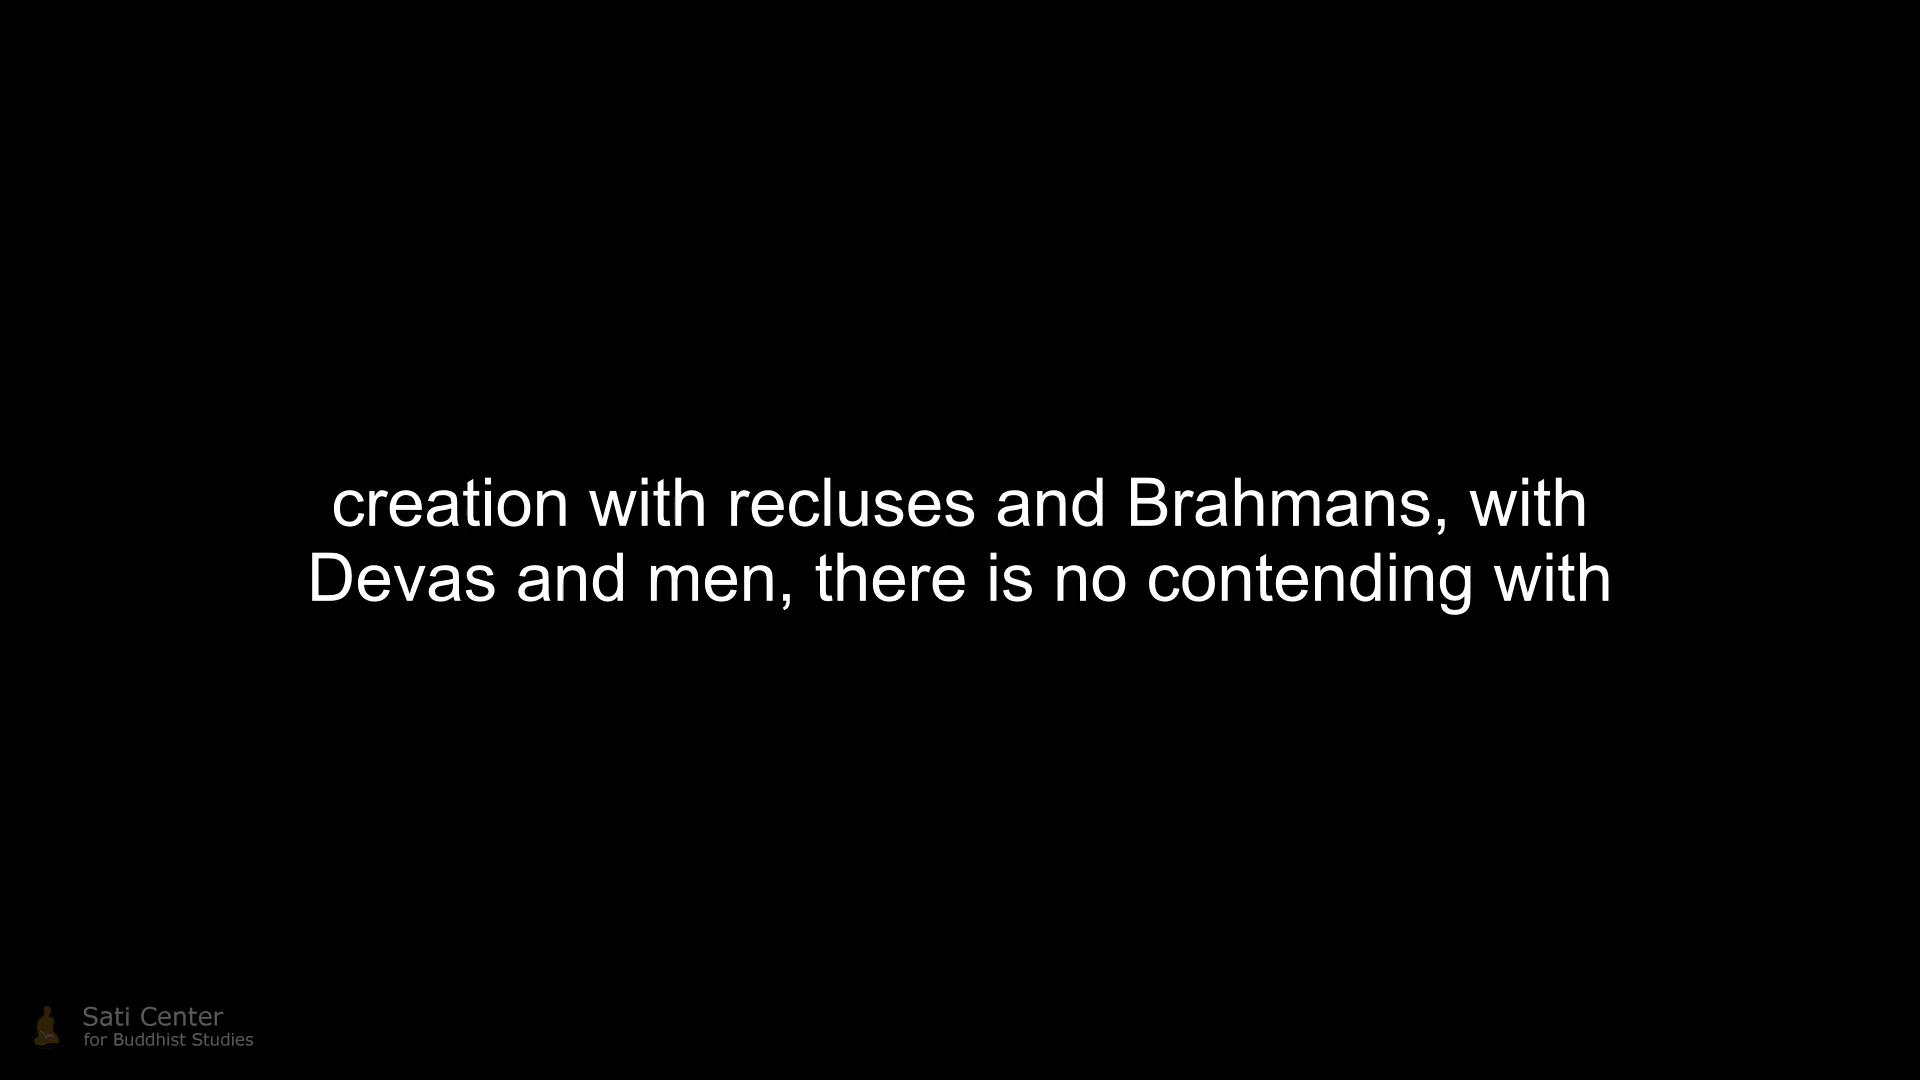 creation with recluses and Brahmans, with
Devas and men, there is no contending with
Sati Center
for Buddhist Studies